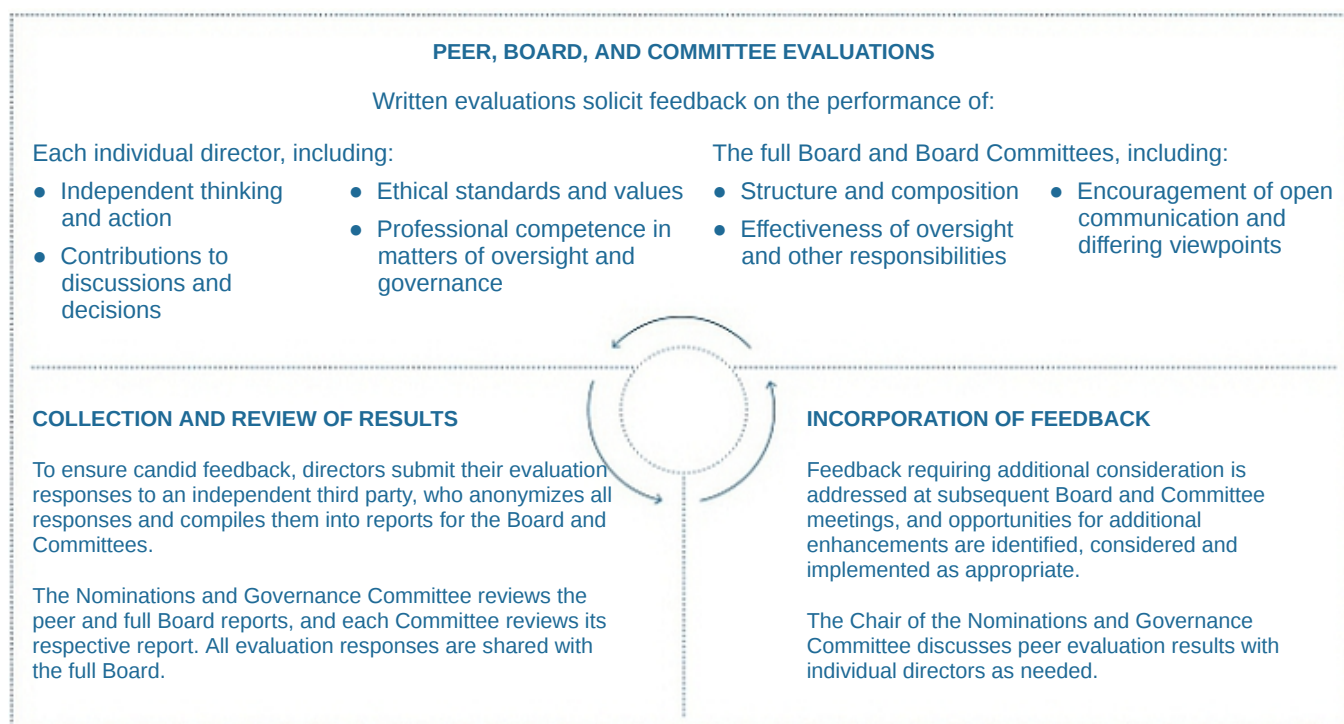 PEER, BOARD, AND COMMITTEE EVALUATIONS
Written evaluations solicit feedback on the performance of:
Each individual director, including:
● Independent thinking
and action
● Contributions to
discussions and
decisions
● Ethical standards and values
● Professional competence in
matters of oversight and
governance
The full Board and Board Committees, including:
● Structure and composition
● Effectiveness of oversight
and other responsibilities
● Encouragement of open
communication and
differing viewpoints
COLLECTION AND REVIEW OF RESULTS
To ensure candid feedback, directors submit their evaluation
responses to an independent third party, who anonymizes all
responses and compiles them into reports for the Board and
Committees.
The Nominations and Governance Committee reviews the
peer and full Board reports, and each Committee reviews its
respective report. All evaluation responses are shared with
the full Board.
INCORPORATION OF FEEDBACK
Feedback requiring additional consideration is
addressed at subsequent Board and Committee
meetings, and opportunities for additional
enhancements are identified, considered and
implemented as appropriate.
The Chair of the Nominations and Governance
Committee discusses peer evaluation results with
individual directors as needed.